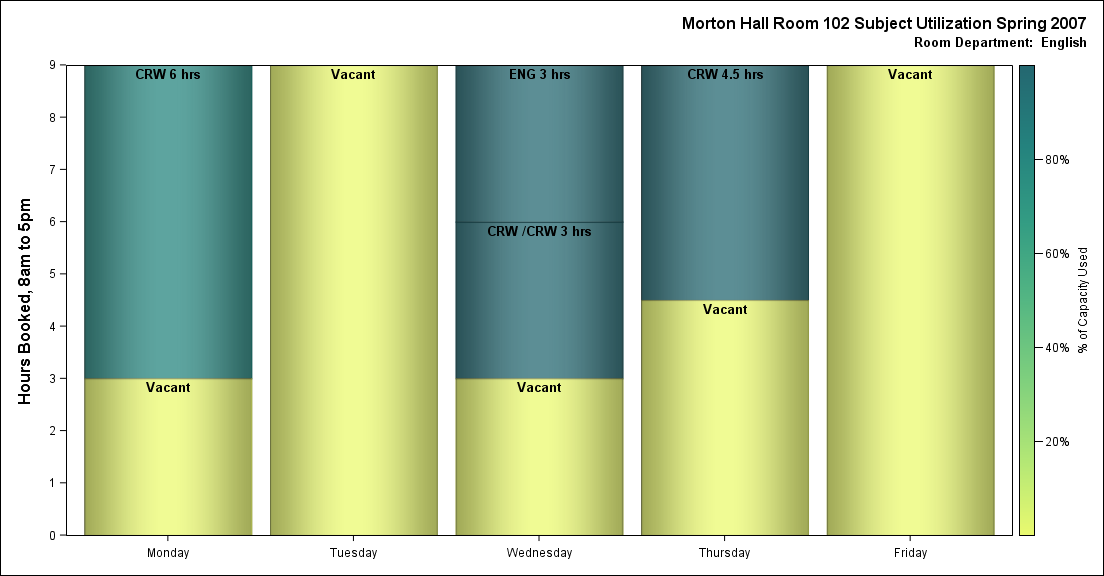 Morton Hall Room 102 Subject Utilization Spring 2007
Room Department: English
Hours Booked, 8am to 5pm
9
8
7
6
5
4
3
2
1
0
CRW 6 hrs
Vacant
Vacant
ENG 3 hrs
CRW /CRW 3 hrs
Vacant
CRW 4.5 hrs
Vacant
Vacant
Monday
Tuesday
Wednesday
Thursday
Friday
80%
60%
40%
20%
% of Capacity Used